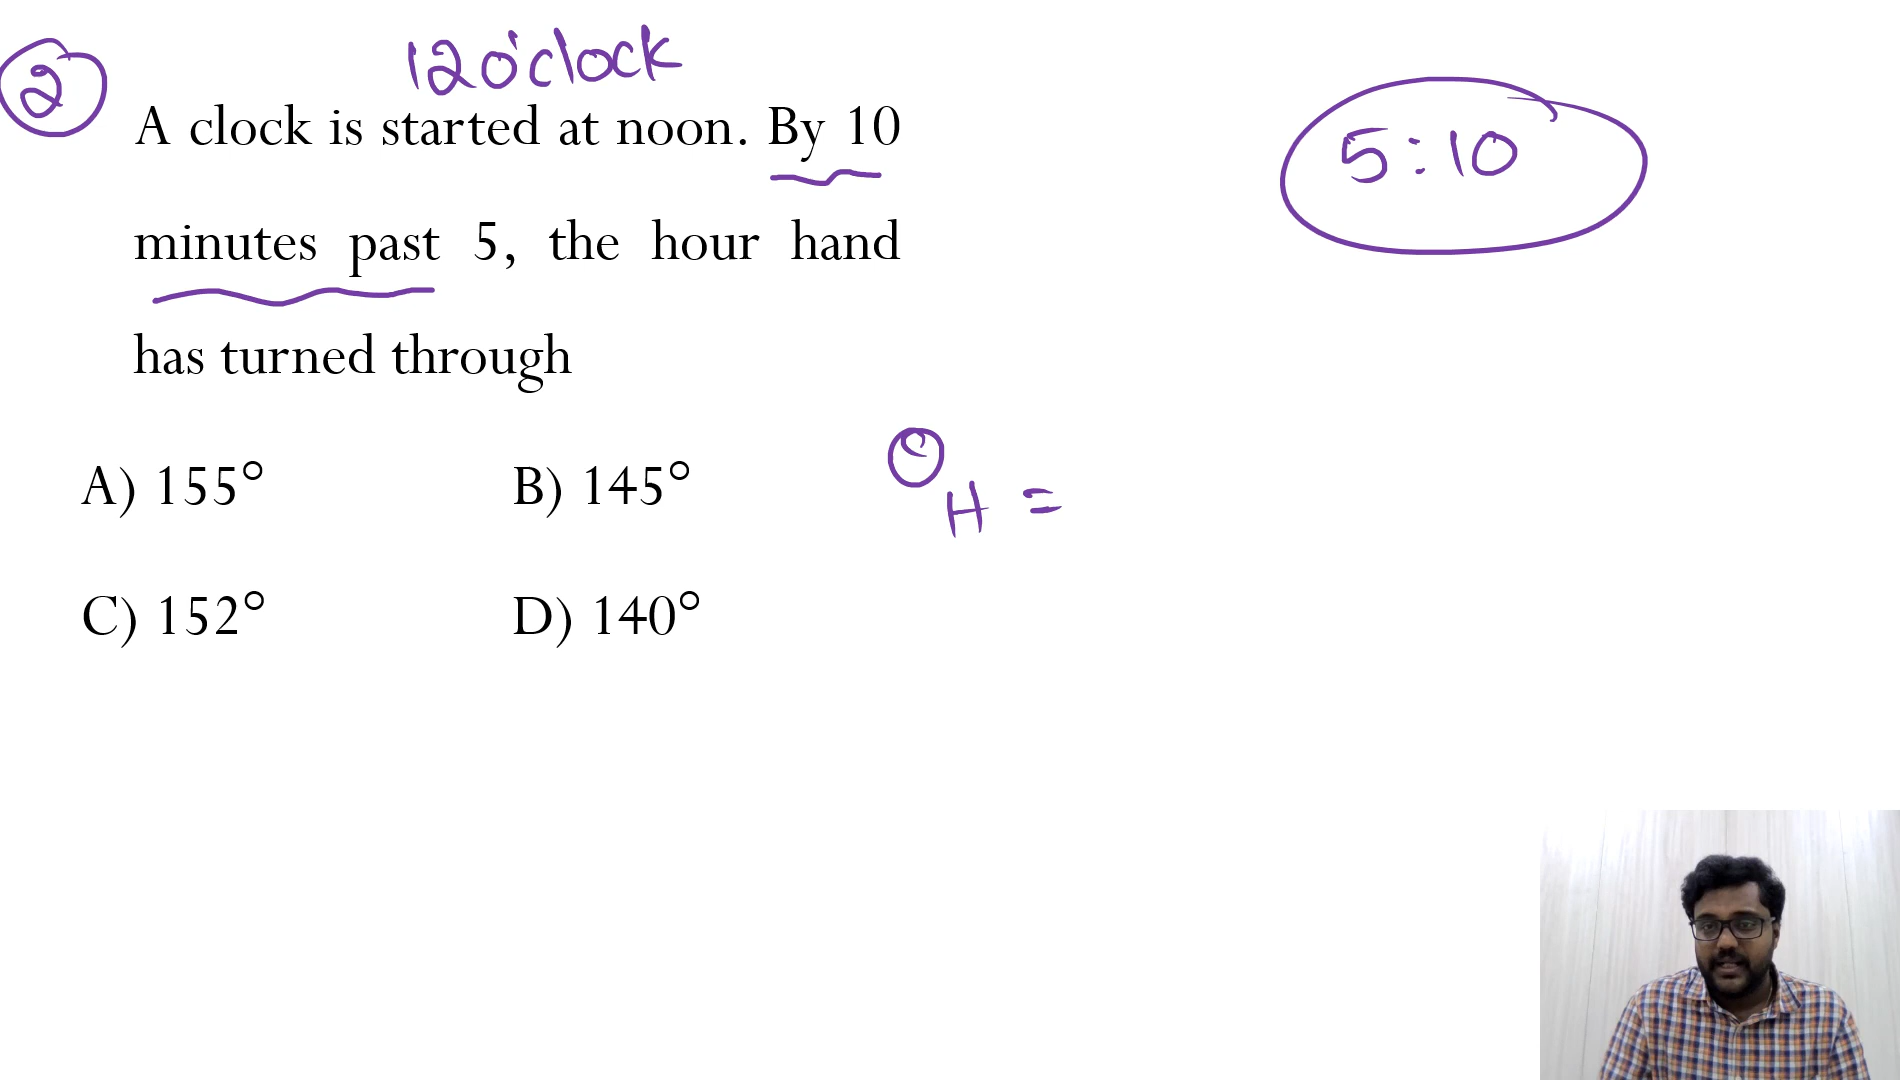 2
12 o'clock
A clock is started at noon. By 10
minutes past 5, the hour hand
has turned through
5:10
A) 155° B) 145°
C) 152° D) 140°
θH =